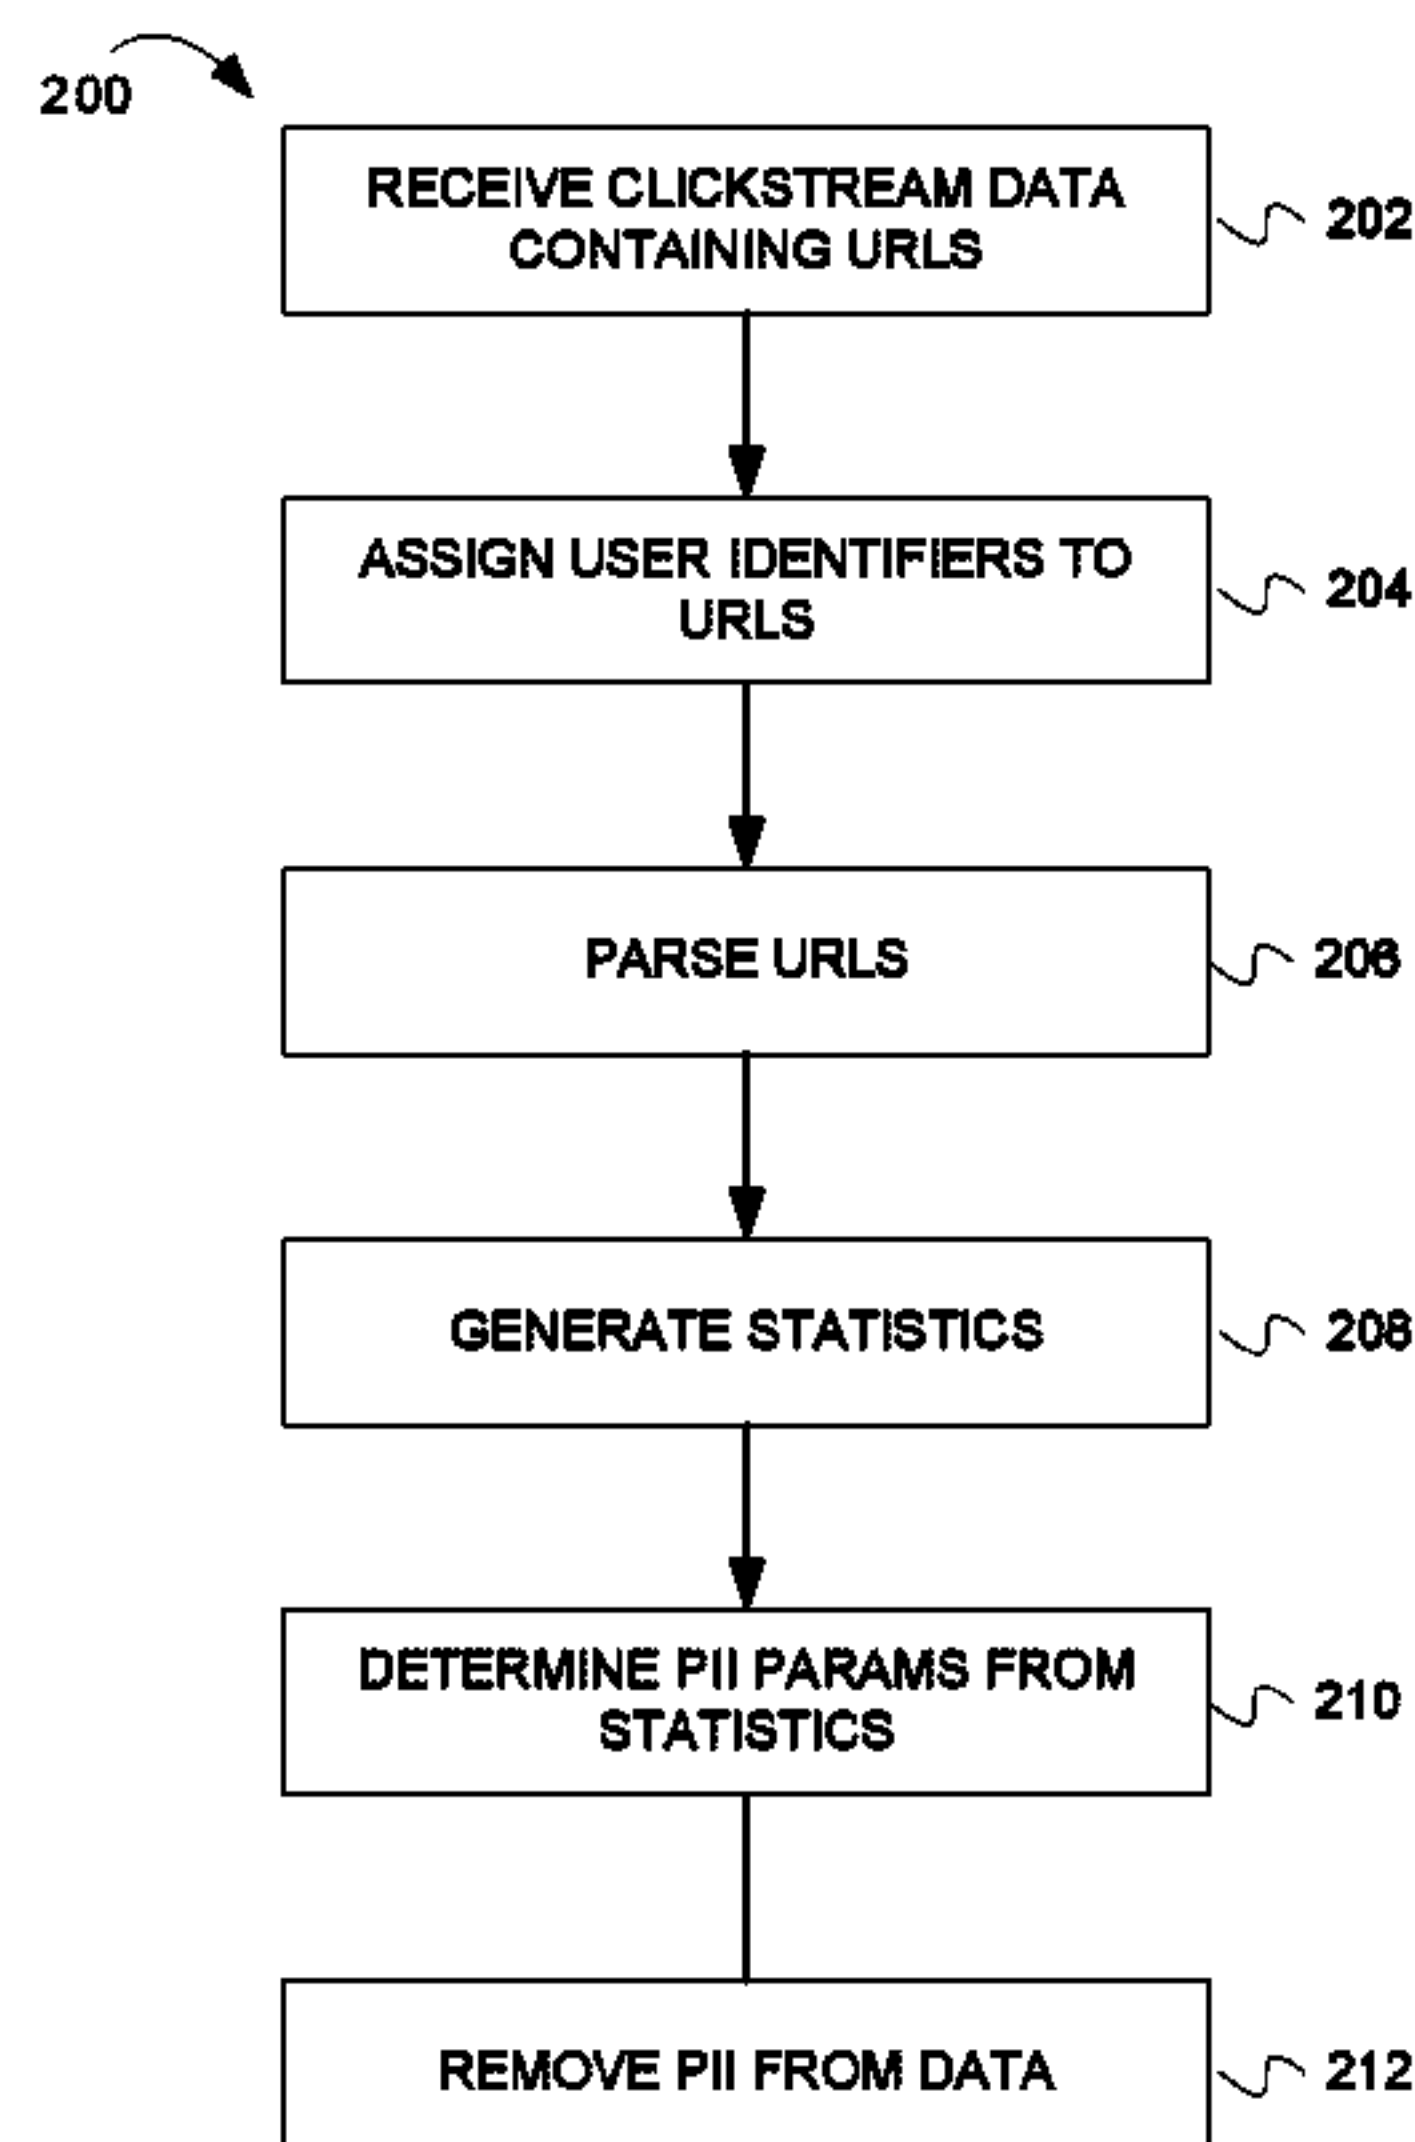 200
RECEIVE CLICKSTREAM DATA
CONTAINING URLS
202
ASSIGN USER IDENTIFIERS TO
URLS
204
PARSE URLS
206
GENERATE STATISTICS
208
DETERMINE PII PARAMS FROM
STATISTICS
210
REMOVE PII FROM DATA
212